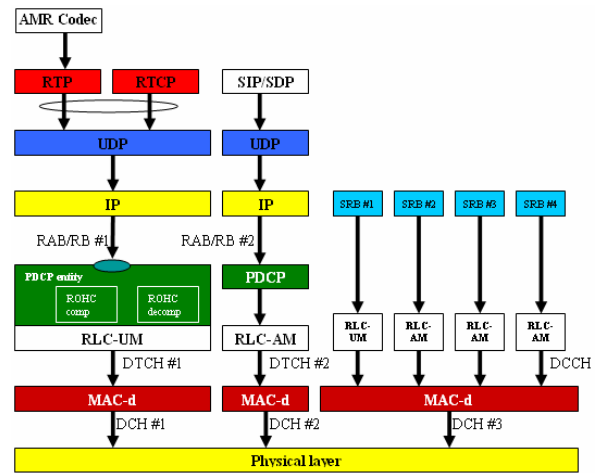 AMR Codec
RTP
RTCP
SIP/SDP
UDP
UDP
IP
IP
SRB #1
SRB #2
SRB #3
SRB #4
RAB/RB #1
RAB/RB #2
PDCP entity
ROHC
comp
ROHC
decomp
PDCP
RLC-UM
RLC-AM
RLC-
UM
RLC-
AM
RLC-
AM
RLC-
AM
DTCH #1
DTCH #2
DCCH
MAC-d
MAC-d
MAC-d
DCH #1
DCH #2
DCH #3
Physical layer